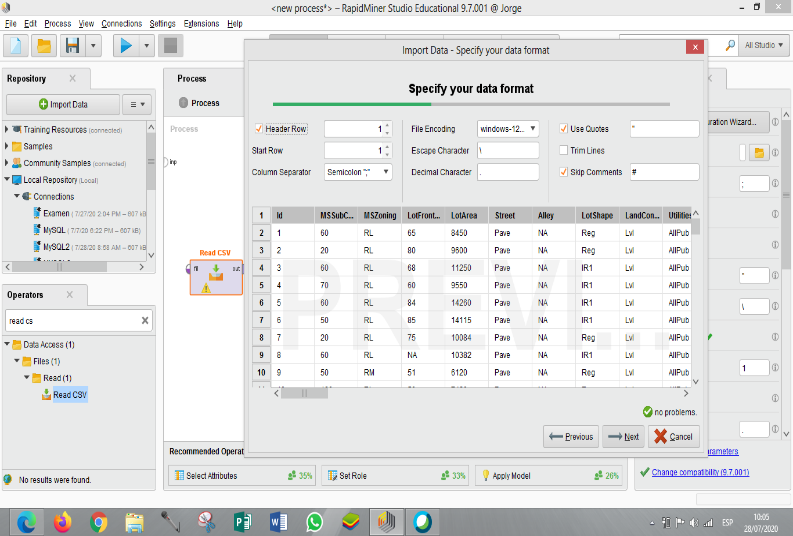 <new process*> – RapidMiner Studio Educational 9.7.001 @ Jorge
File Edit Process View Connections Settings Extensions Help
All Studio ▼
Repository
Import Data
Training Resources (connected)
Samples
Community Samples (connected)
Local Repository (Local)
Connections
Examen ( 7/27/20 2:04 PM – 607 kB
MySQL ( 7/7/20 6:22 PM – 607 kB)
MySQL2 ( 7/28/20 8:58 AM – 607 kB
Operators
read cs
Data Access (1)
Files (1)
Read (1)
Read CSV
No results were found.
Process
Process
Process
inp
Read CSV
fil out
Recommended Operat
Select Attributes 35%
Set Role 33%
Apply Model 26%
Import Data - Specify your data format
Specify your data format
Header Row 1
Start Row 1
Column Separator Semicolon ";"
File Encoding windows-12...
Escape Character \
Decimal Character .
Use Quotes "
Trim Lines
Skip Comments #
1 Id MSSubC... MSZoning LotFront... LotArea Street Alley LotShape LandCon... Utilities
2 1 60 RL 65 8450 Pave NA Reg Lvl AllPub
3 2 20 RL 80 9600 Pave NA Reg Lvl AllPub
4 3 60 RL 68 11250 Pave NA IR1 Lvl AllPub
5 4 70 RL 60 9550 Pave NA IR1 Lvl AllPub
6 5 60 RL 84 14260 Pave NA IR1 Lvl AllPub
7 6 50 RL 85 14115 Pave NA IR1 Lvl AllPub
8 7 20 RL 75 10084 Pave NA Reg Lvl AllPub
9 8 60 RL NA 10382 Pave NA IR1 Lvl AllPub
10 9 50 RM 51 6120 Pave NA Reg Lvl AllPub
PREVI...
no problems.
Previous
Next
Cancel
uration Wizard...
;
"
\
1
.
arameters
Change compatibility (9.7.001)
ESP
10:05
28/07/2020